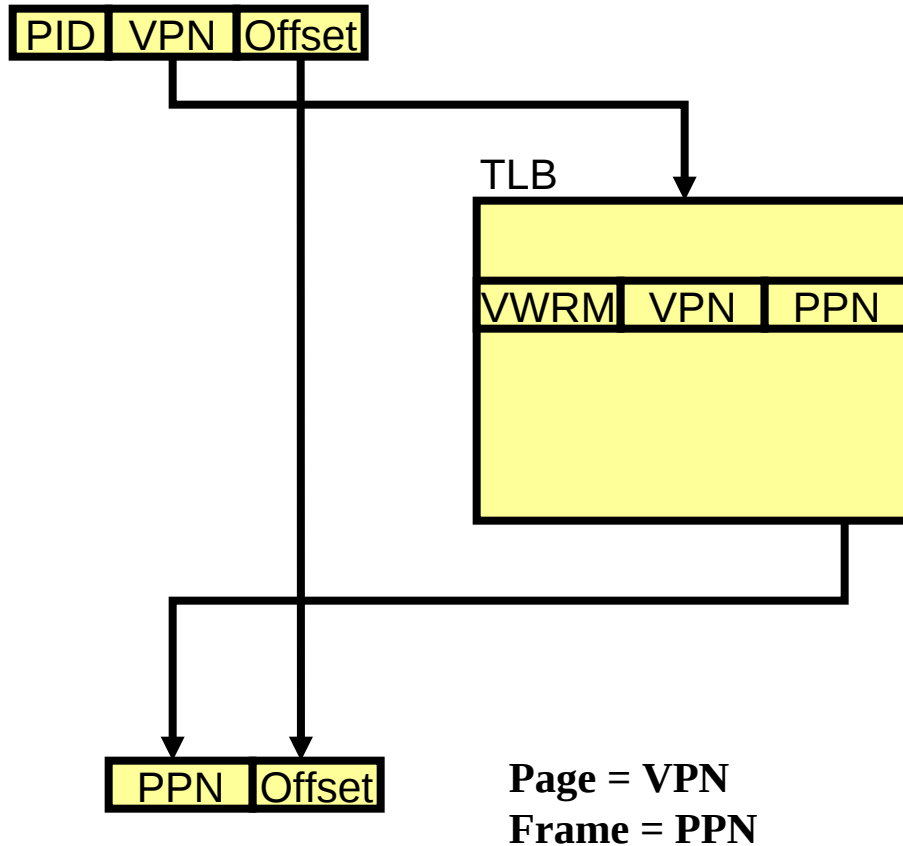 PID VPN Offset
TLB
VWRM VPN PPN
PPN Offset
Page = VPN
Frame = PPN